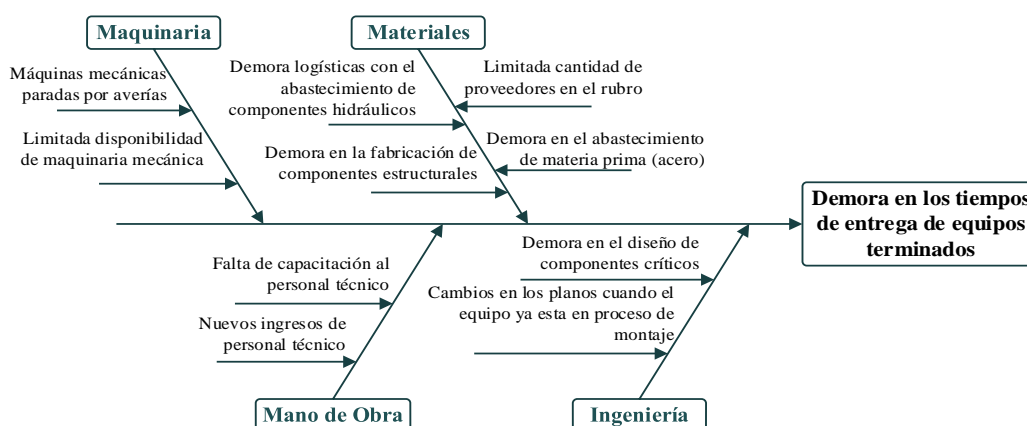 Maquinaria
Materiales
Máquinas mecánicas
paradas por averías
Limitada disponibilidad
de maquinaria mecánica
Demora logísticas con el
abastecimiento de
componentes hidráulicos
Limitada cantidad de
proveedores en el rubro
Demora en la fabricación de
componentes estructurales
Demora en el abastecimiento
de materia prima (acero)
Demora en los tiempos
de entrega de equipos
terminados
Falta de capacitación al
personal técnico
Nuevos ingresos de
personal técnico
Demora en el diseño de
componentes críticos
Cambios en los planos cuando el
equipo ya esta en proceso de
montaje
Mano de Obra
Ingeniería